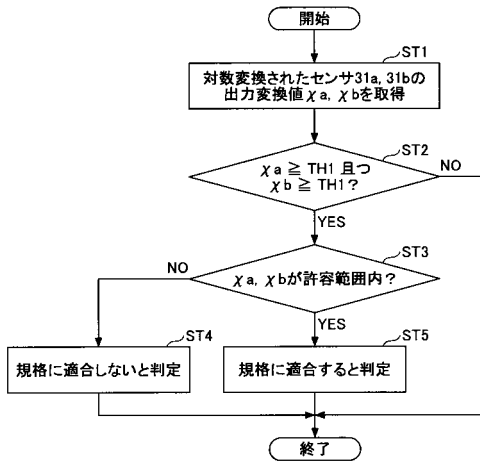 開始
ST1
対数変換されたセンサ31a, 31bの
出力変換値χa, χbを取得
ST2
χa ≧ TH1 且つ
χb ≧ TH1?
NO
YES
ST3
χa, χbが許容範囲内?
NO
YES
ST4
規格に適合しないと判定
ST5
規格に適合すると判定
終了